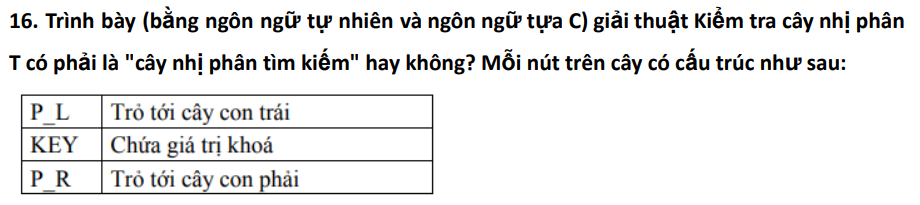 16. Trình bày (bằng ngôn ngữ tự nhiên và ngôn ngữ tựa C) giải thuật Kiểm tra cây nhị phân
T có phải là "cây nhị phân tìm kiếm" hay không? Mỗi nút trên cây có cấu trúc như sau:
P_L Trỏ tới cây con trái
KEY Chứa giá trị khoá
P_R Trỏ tới cây con phải